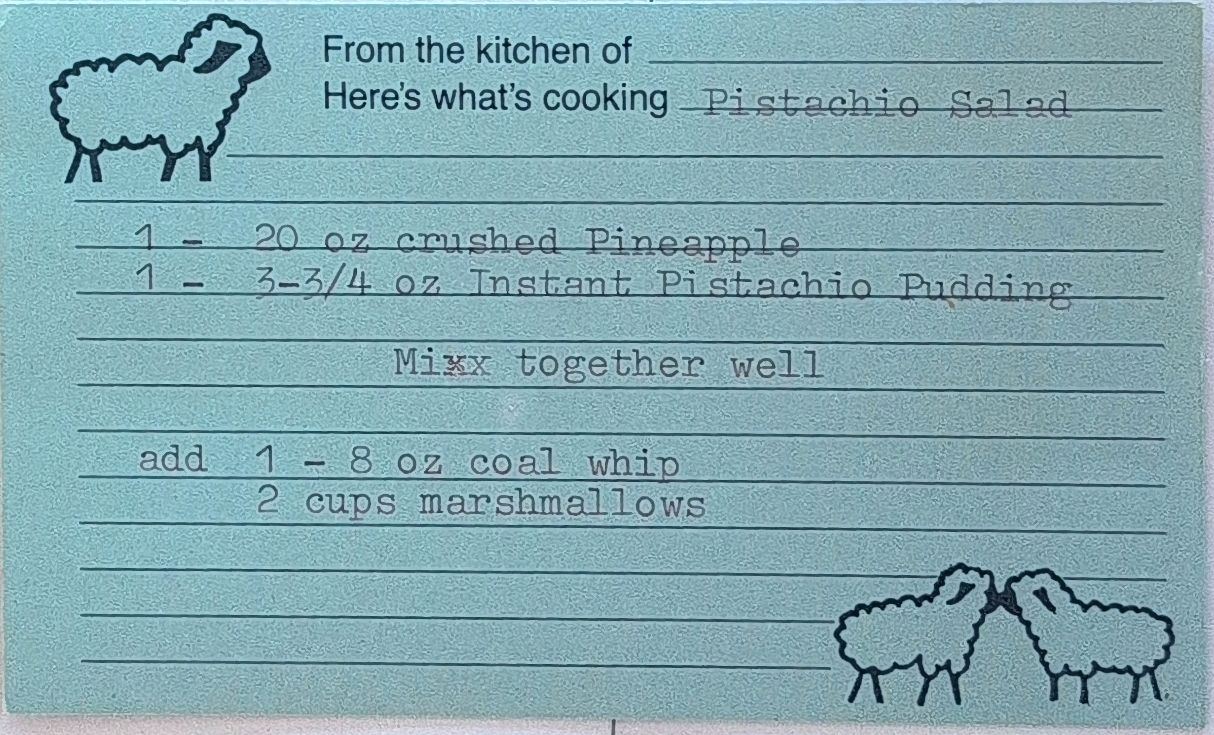 From the kitchen of
Here's what's cooking Pistachio Salad
1 - 20 oz crushed Pineapple
1 - 3-3/4 oz Instant Pistachio Pudding
Mixx together well
add 1 - 8 oz coal whip
2 cups marshmallows